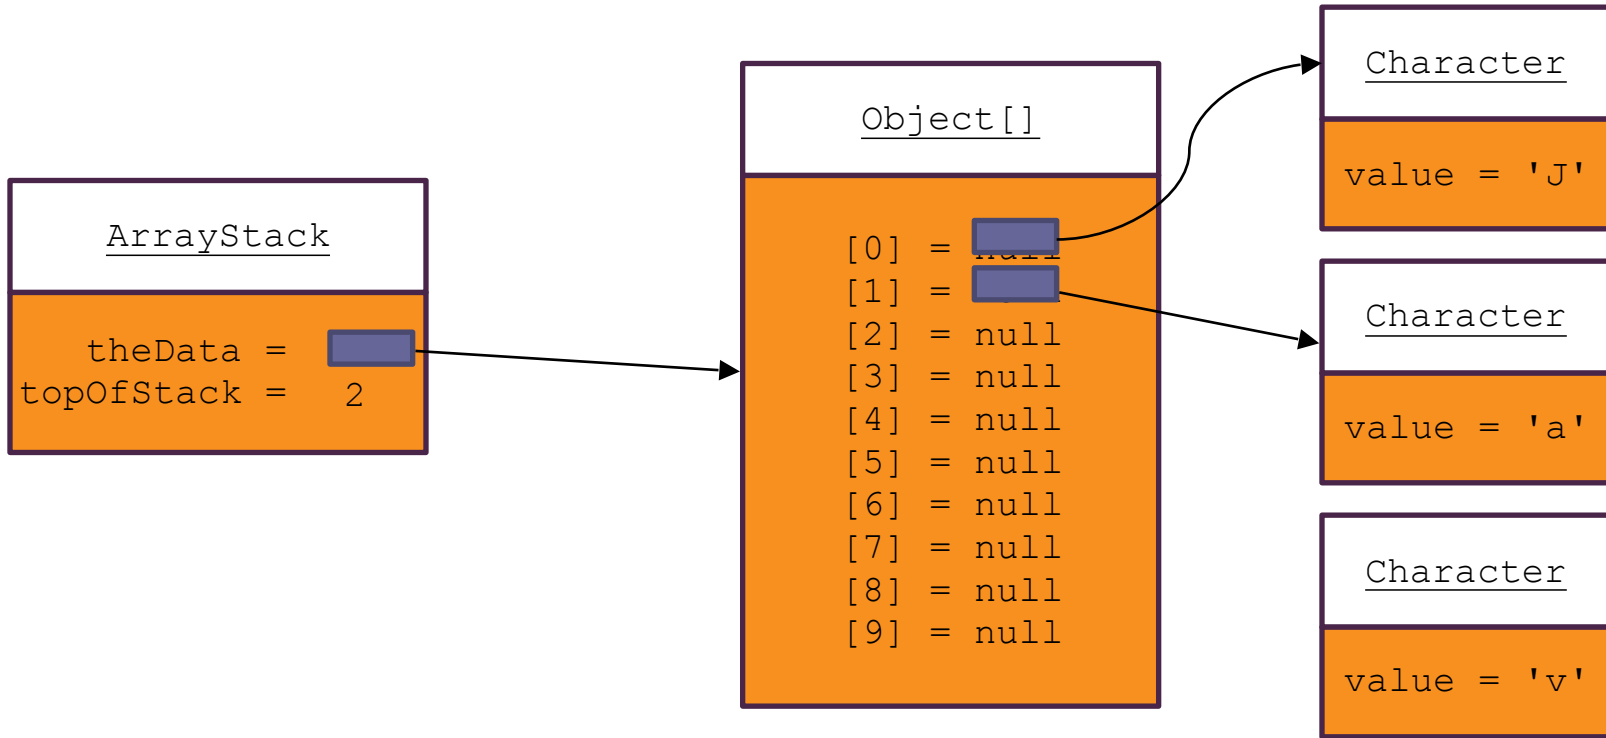 ArrayStack
theData =
topOfStack = 2
Object[]
[0] = null
[1] =
[2] = null
[3] = null
[4] = null
[5] = null
[6] = null
[7] = null
[8] = null
[9] = null
Character
value = 'J'
Character
value = 'a'
Character
value = 'v'